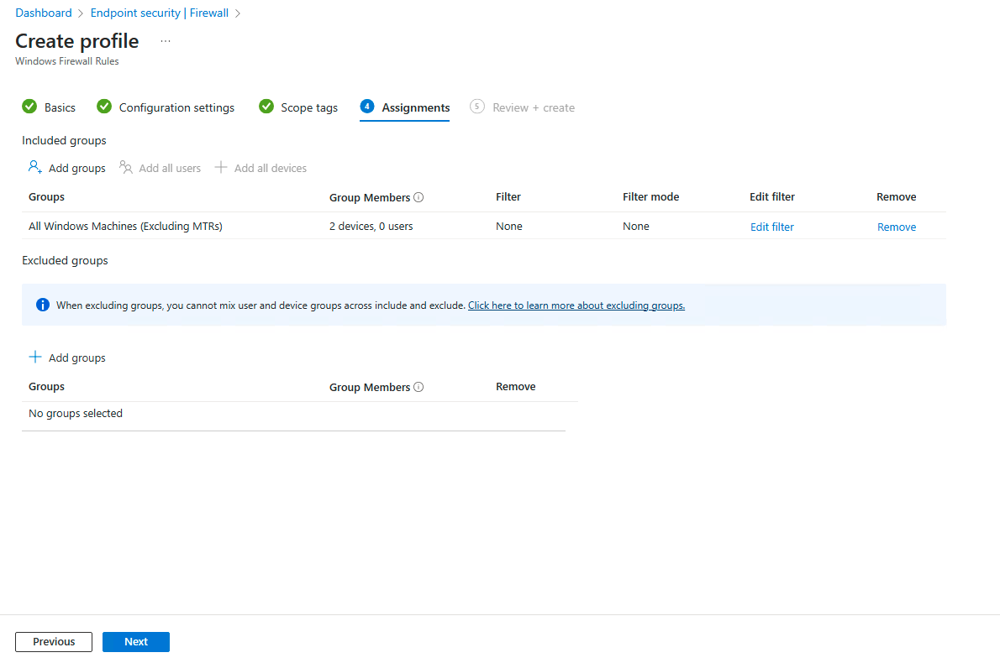 Dashboard > Endpoint security | Firewall >
Create profile ...
Windows Firewall Rules
Basics Configuration settings Scope tags 4 Assignments 5 Review + create
Included groups
Add groups Add all users Add all devices
Groups Group Members Filter Filter mode Edit filter Remove
All Windows Machines (Excluding MTRs) 2 devices, 0 users None None Edit filter Remove
Excluded groups
When excluding groups, you cannot mix user and device groups across include and exclude. Click here to learn more about excluding groups.
Add groups
Groups Group Members Remove
No groups selected
Previous Next